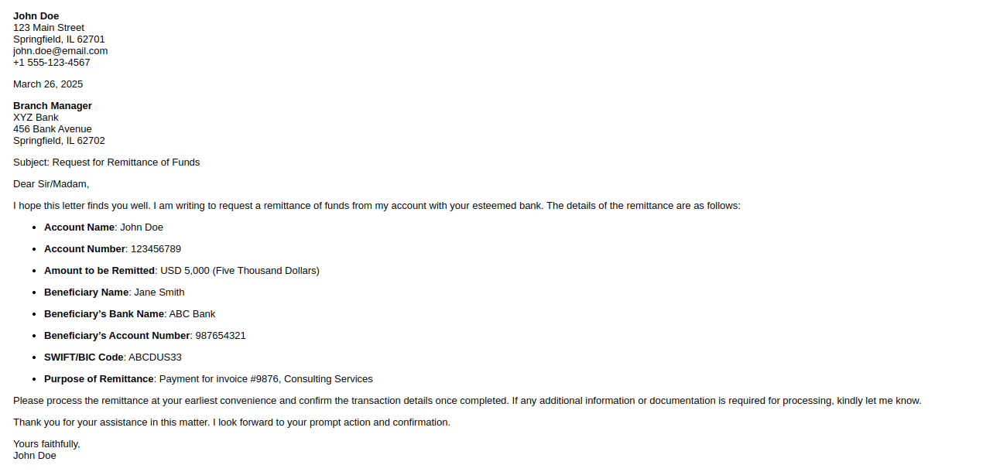 John Doe
123 Main Street
Springfield, IL 62701
john.doe@email.com
+1 555-123-4567
March 26, 2025
Branch Manager
XYZ Bank
456 Bank Avenue
Springfield, IL 62702
Subject: Request for Remittance of Funds
Dear Sir/Madam,
I hope this letter finds you well. I am writing to request a remittance of funds from my account with your esteemed bank. The details of the remittance are as follows:
• Account Name: John Doe
• Account Number: 123456789
• Amount to be Remitted: USD 5,000 (Five Thousand Dollars)
• Beneficiary Name: Jane Smith
• Beneficiary’s Bank Name: ABC Bank
• Beneficiary’s Account Number: 987654321
• SWIFT/BIC Code: ABCDUS33
• Purpose of Remittance: Payment for invoice #9876, Consulting Services
Please process the remittance at your earliest convenience and confirm the transaction details once completed. If any additional information or documentation is required for processing, kindly let me know.
Thank you for your assistance in this matter. I look forward to your prompt action and confirmation.
Yours faithfully,
John Doe